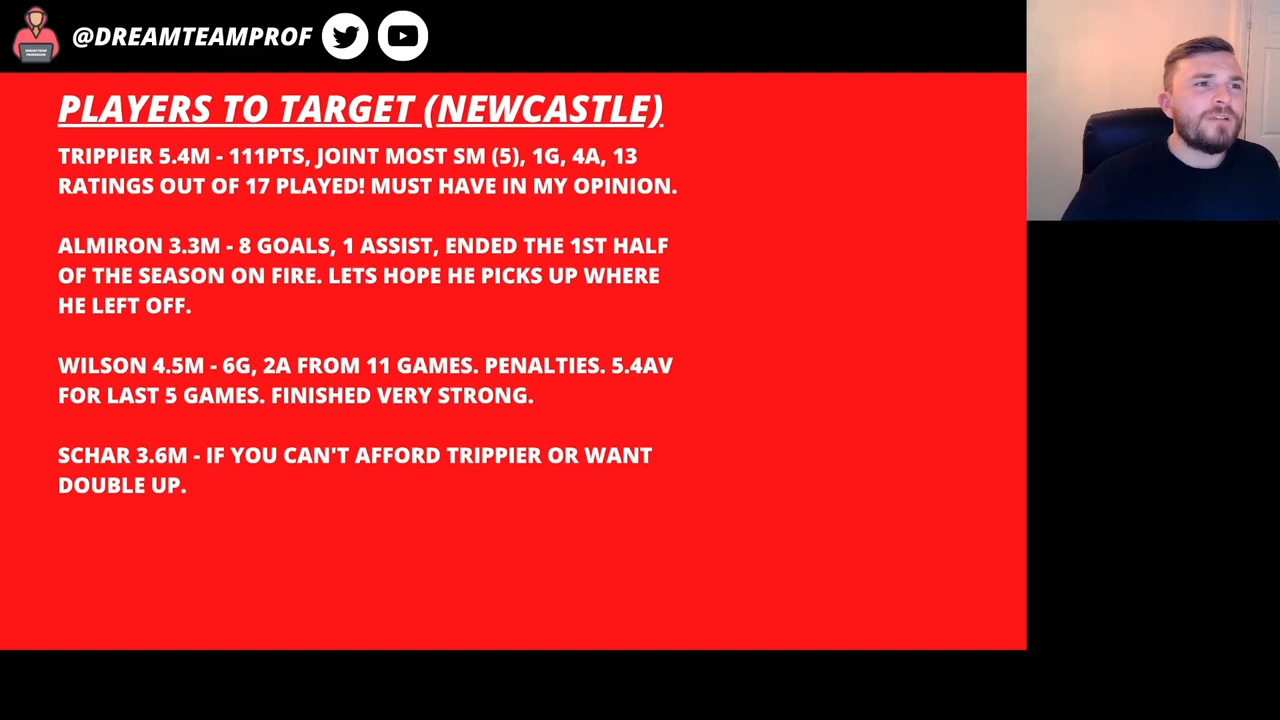 @DREAMTEAMPROF
PLAYERS TO TARGET (NEWCASTLE)
TRIPPIER 5.4M - 111PTS, JOINT MOST SM (5), 1G, 4A, 13
RATINGS OUT OF 17 PLAYED! MUST HAVE IN MY OPINION.
ALMIRON 3.3M - 8 GOALS, 1 ASSIST, ENDED THE 1ST HALF
OF THE SEASON ON FIRE. LETS HOPE HE PICKS UP WHERE
HE LEFT OFF.
WILSON 4.5M - 6G, 2A FROM 11 GAMES. PENALTIES. 5.4AV
FOR LAST 5 GAMES. FINISHED VERY STRONG.
SCHAR 3.6M - IF YOU CAN'T AFFORD TRIPPIER OR WANT
DOUBLE UP.